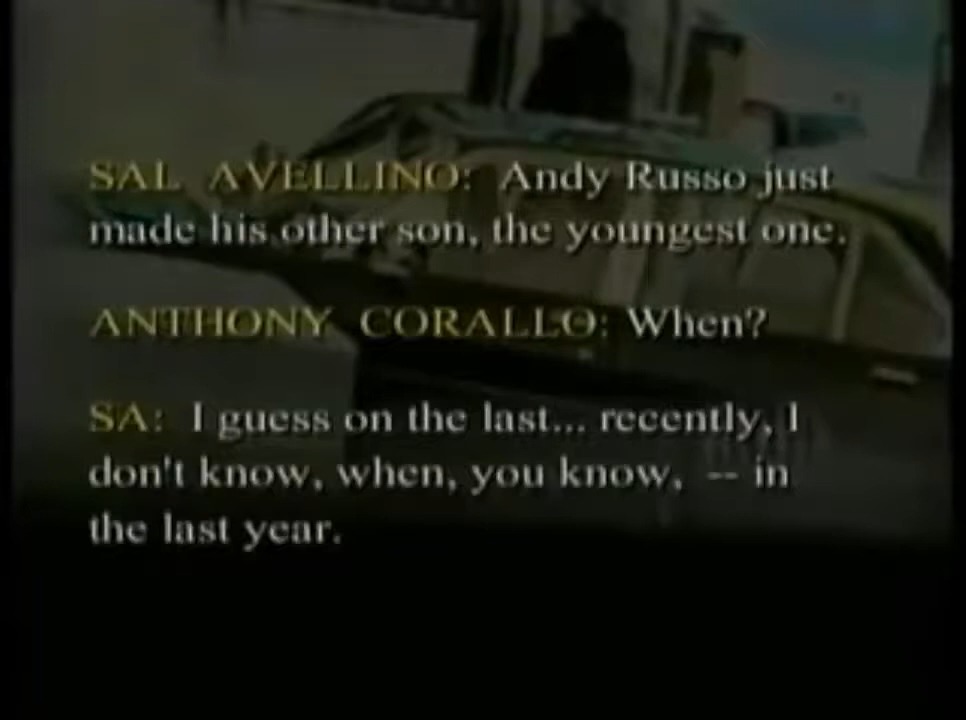 SAL AVELLINO: Andy Russo just
made his other son, the youngest one.
ANTHONY CORALLO: When?
SA: I guess on the last... recently, I
don't know, when, you know, -- in
the last year.